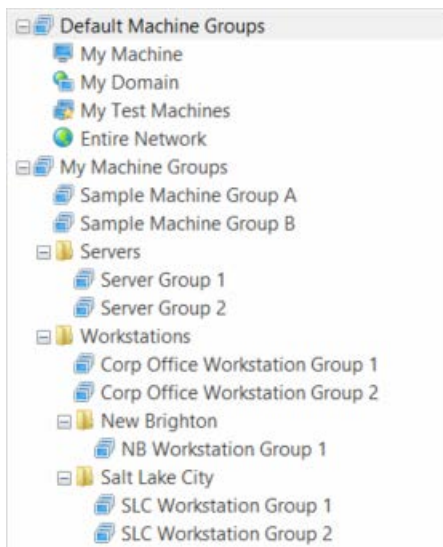 Default Machine Groups
My Machine
My Domain
My Test Machines
Entire Network
My Machine Groups
Sample Machine Group A
Sample Machine Group B
Servers
Server Group 1
Server Group 2
Workstations
Corp Office Workstation Group 1
Corp Office Workstation Group 2
New Brighton
NB Workstation Group 1
Salt Lake City
SLC Workstation Group 1
SLC Workstation Group 2